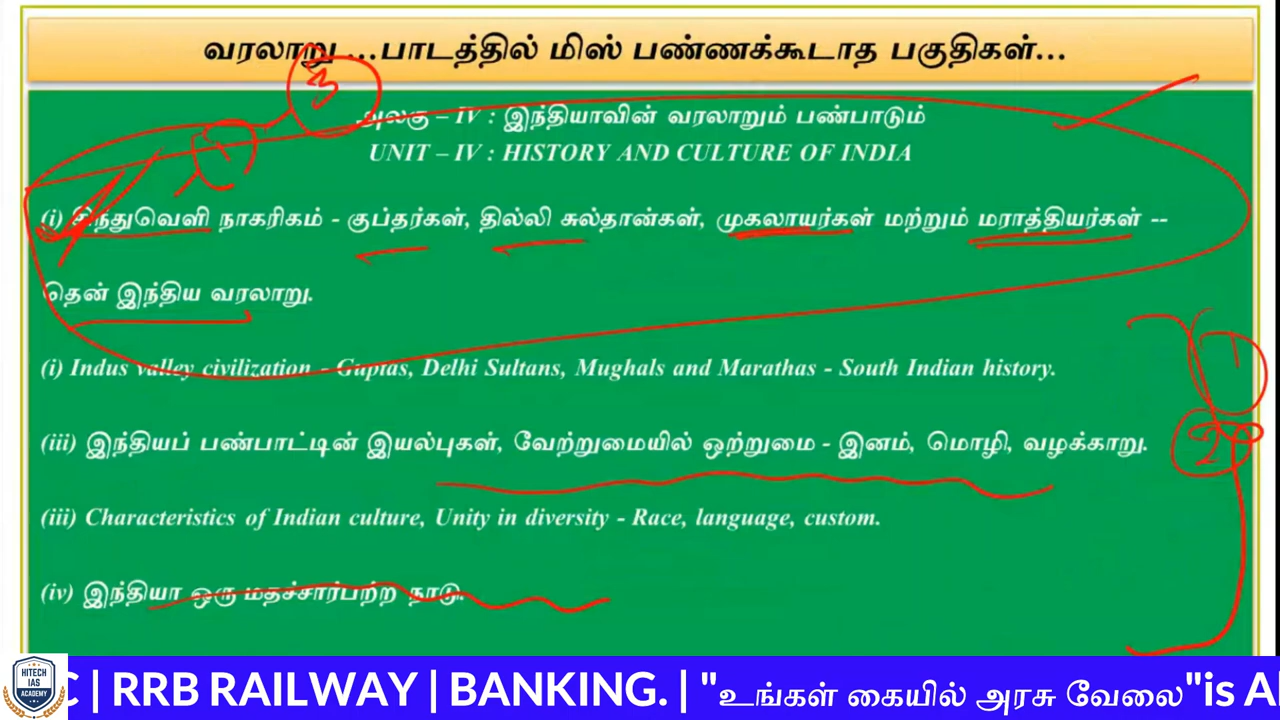 வரலாறு...பாடத்தில் மிஸ் பண்ணக்கூடாத பகுதிகள்...
3
அலகு – IV : இந்தியாவின் வரலாறும் பண்பாடும்
UNIT – IV : HISTORY AND CULTURE OF INDIA
(i) சிந்துவெளி நாகரிகம் - குப்தர்கள், தில்லி சுல்தான்கள், முகலாயர்கள் மற்றும் மராத்தியர்கள் --
தென் இந்திய வரலாறு.
(i) Indus valley civilization - Guptas, Delhi Sultans, Mughals and Marathas - South Indian history.
1
(iii) இந்தியப் பண்பாட்டின் இயல்புகள், வேற்றுமையில் ஒற்றுமை - இனம், மொழி, வழக்காறு.
2
(iii) Characteristics of Indian culture, Unity in diversity - Race, language, custom.
(iv) இந்தியா ஒரு மதச்சார்பற்ற நாடு.
HITECH
IAS
ACADEMY
C | RRB RAILWAY | BANKING. | "உங்கள் கையில் அரசு வேலை"is A